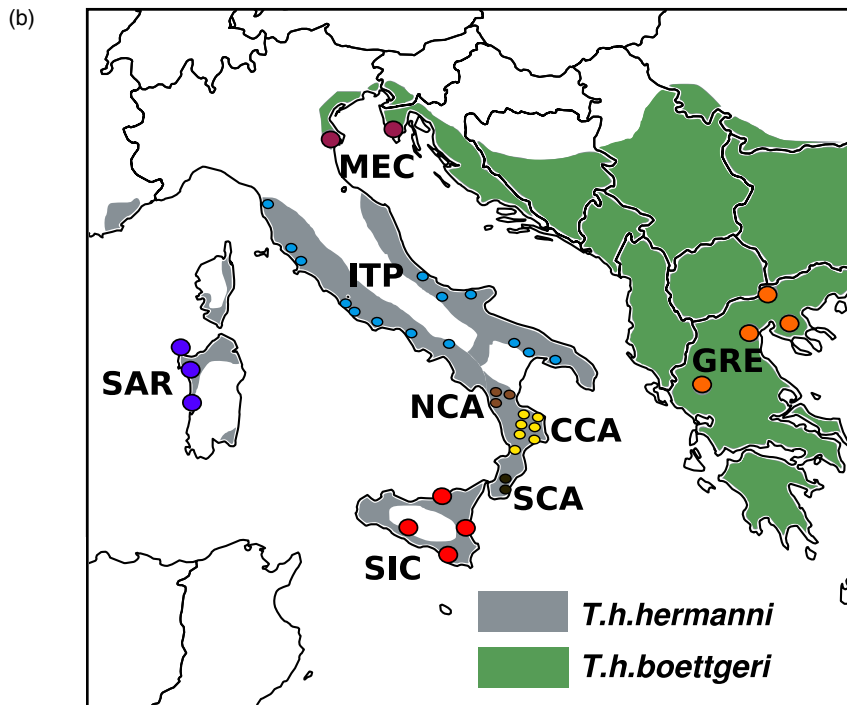 (b)
MEC
ITP
SAR
GRE
NCA
CCA
SCA
SIC
T.h.hermanni
T.h.boettgeri